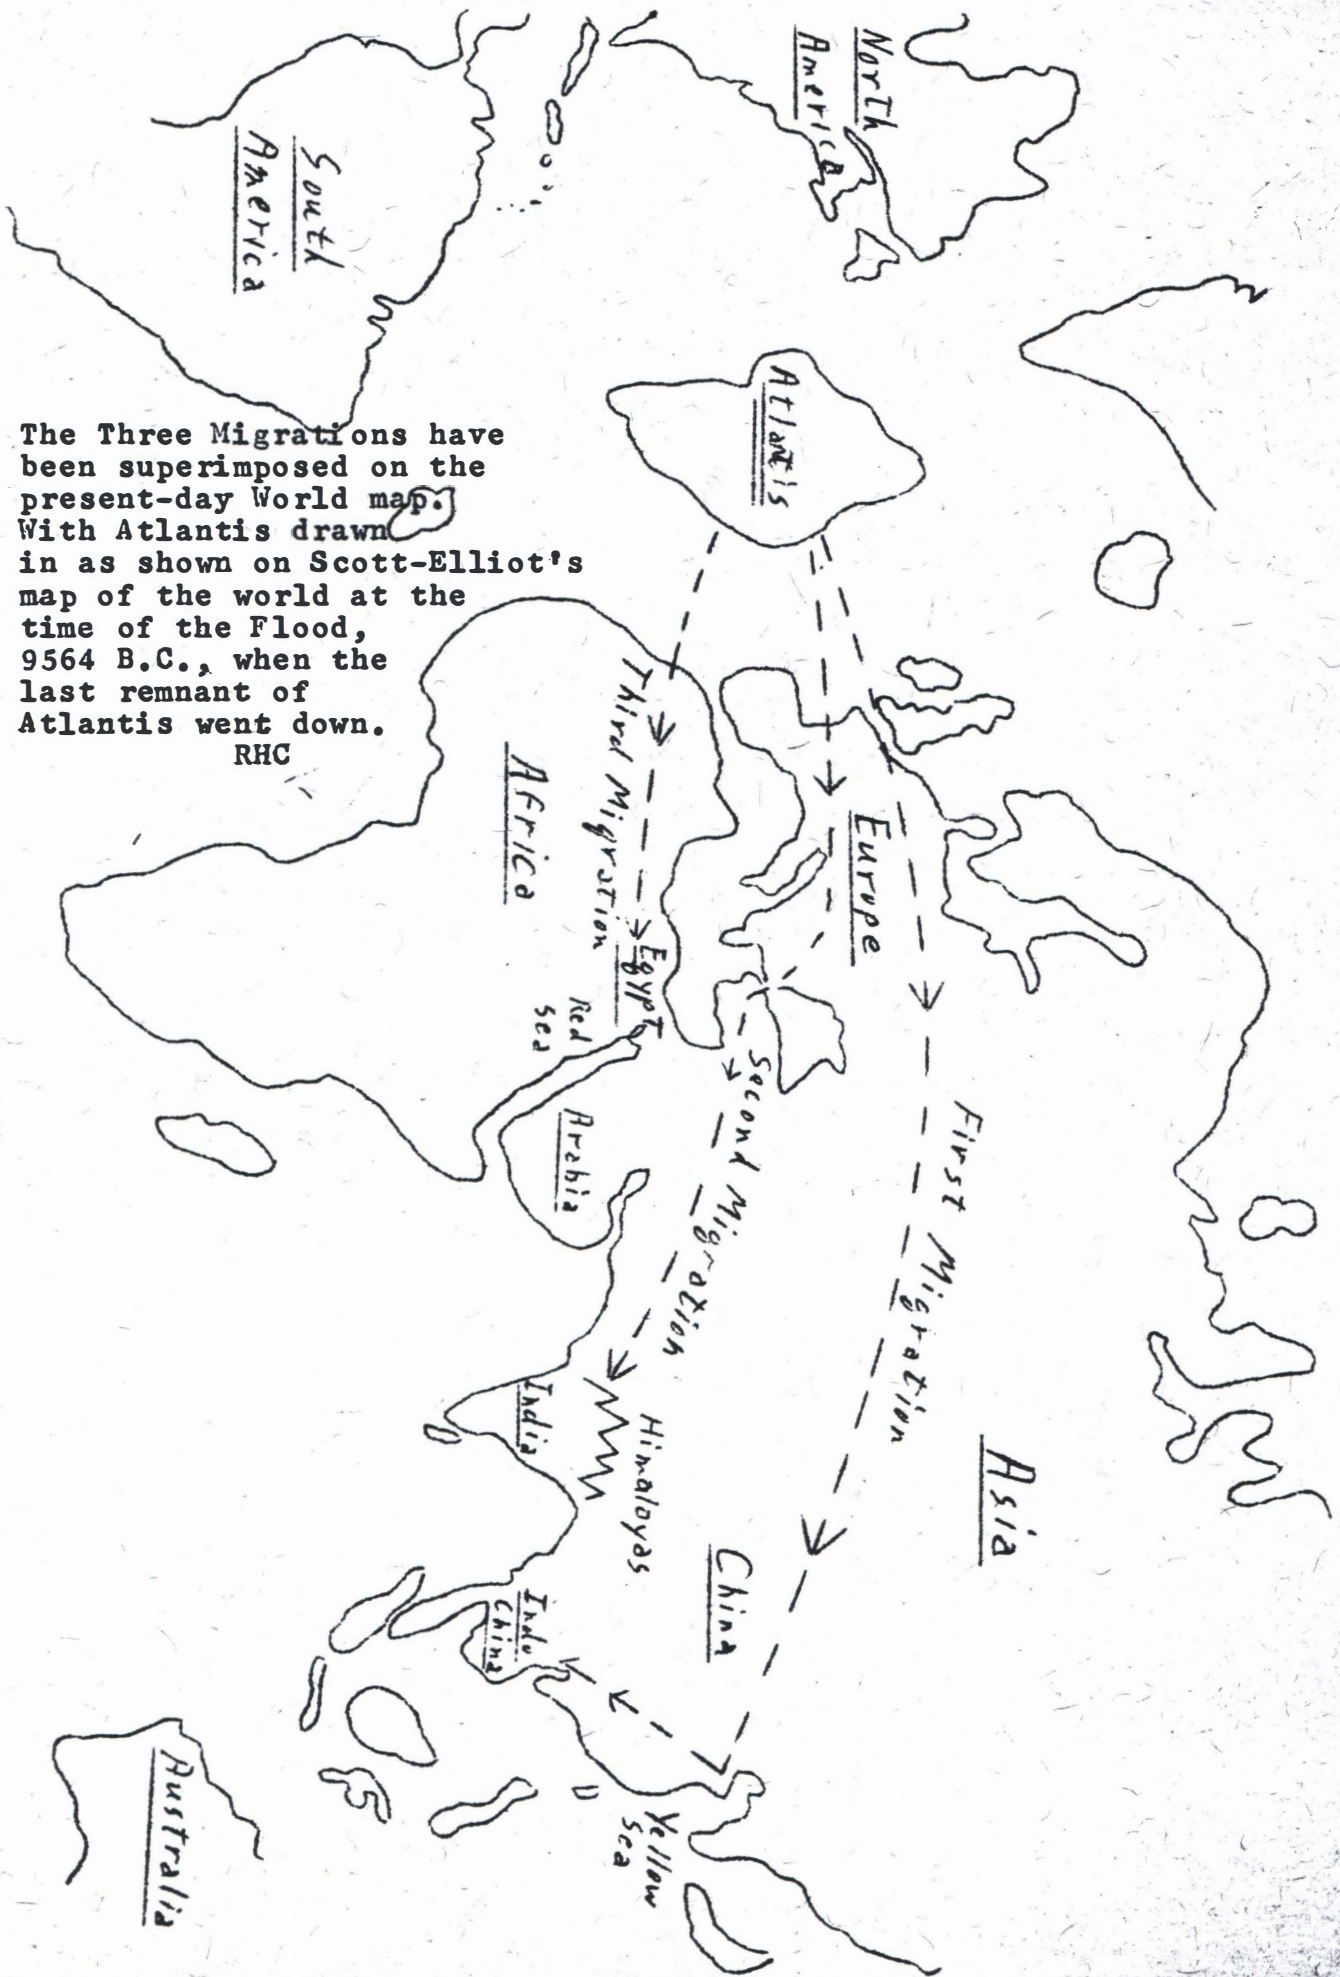 North
America
South
America
Atlantis
The Three Migrations have
been superimposed on the
present-day World map.
With Atlantis drawn
in as shown on Scott-Elliot's
map of the world at the
time of the Flood,
9564 B.C., when the
last remnant of
Atlantis went down.
RHC
Europe
Africa
Third Migration
Egypt
Red
Sea
Arabia
Second Migration
First Migration
Asia
India
Himalayas
China
Indo
China
Yellow
Sea
Australia